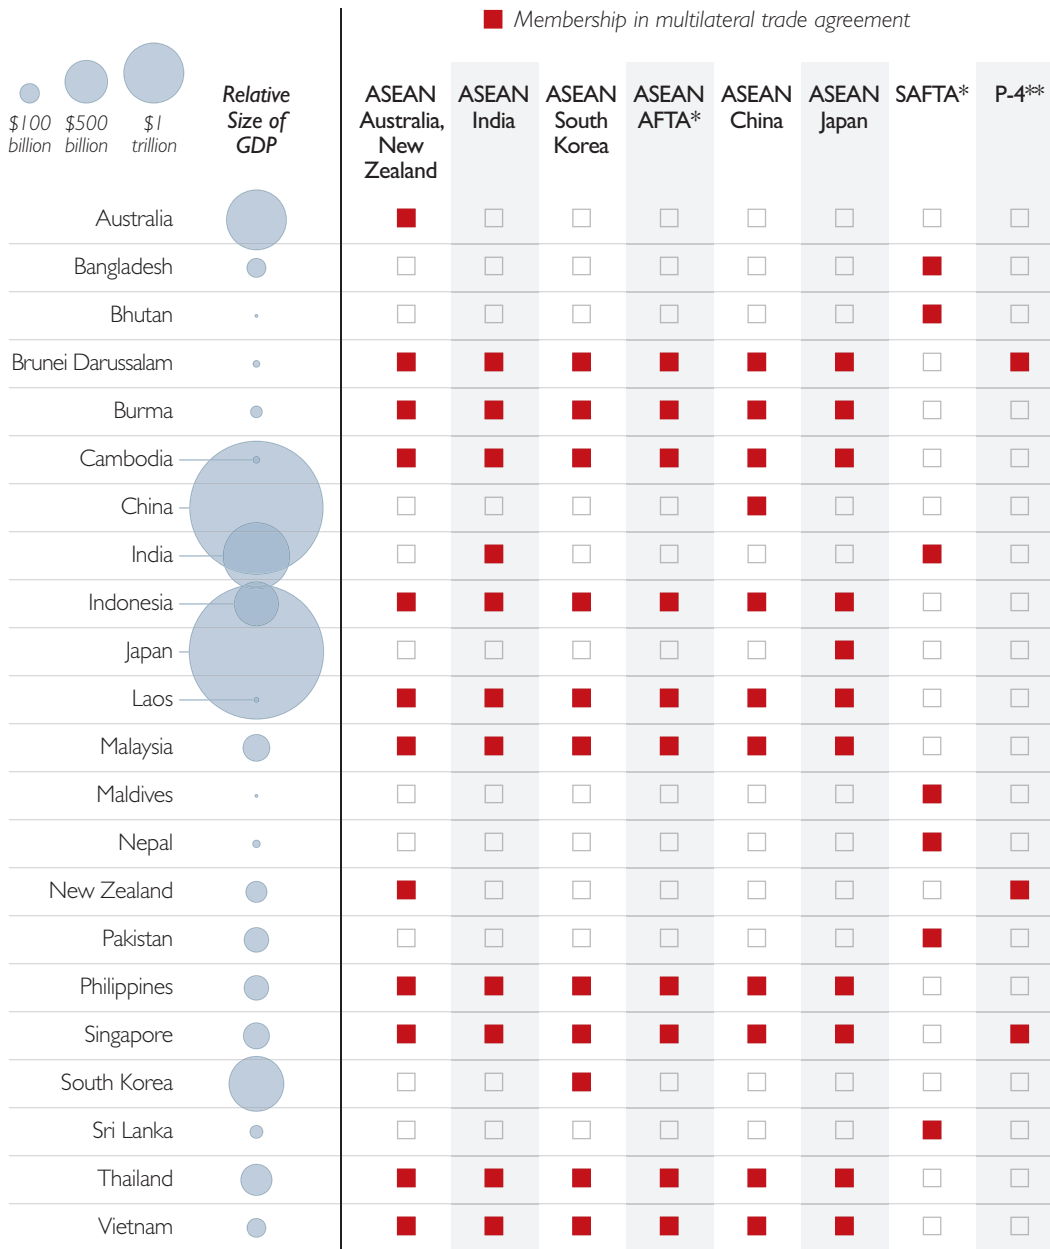 Membership in multilateral trade agreement
$100
billion
$500
billion
$1
trillion
Relative
Size of
GDP
ASEAN
Australia,
New
Zealand
ASEAN
India
ASEAN
South
Korea
ASEAN
AFTA*
ASEAN
China
ASEAN
Japan
SAFTA*
P-4**
Australia
Bangladesh
Bhutan
Brunei Darussalam
Burma
Cambodia
China
India
Indonesia
Japan
Laos
Malaysia
Maldives
Nepal
New Zealand
Pakistan
Philippines
Singapore
South Korea
Sri Lanka
Thailand
Vietnam